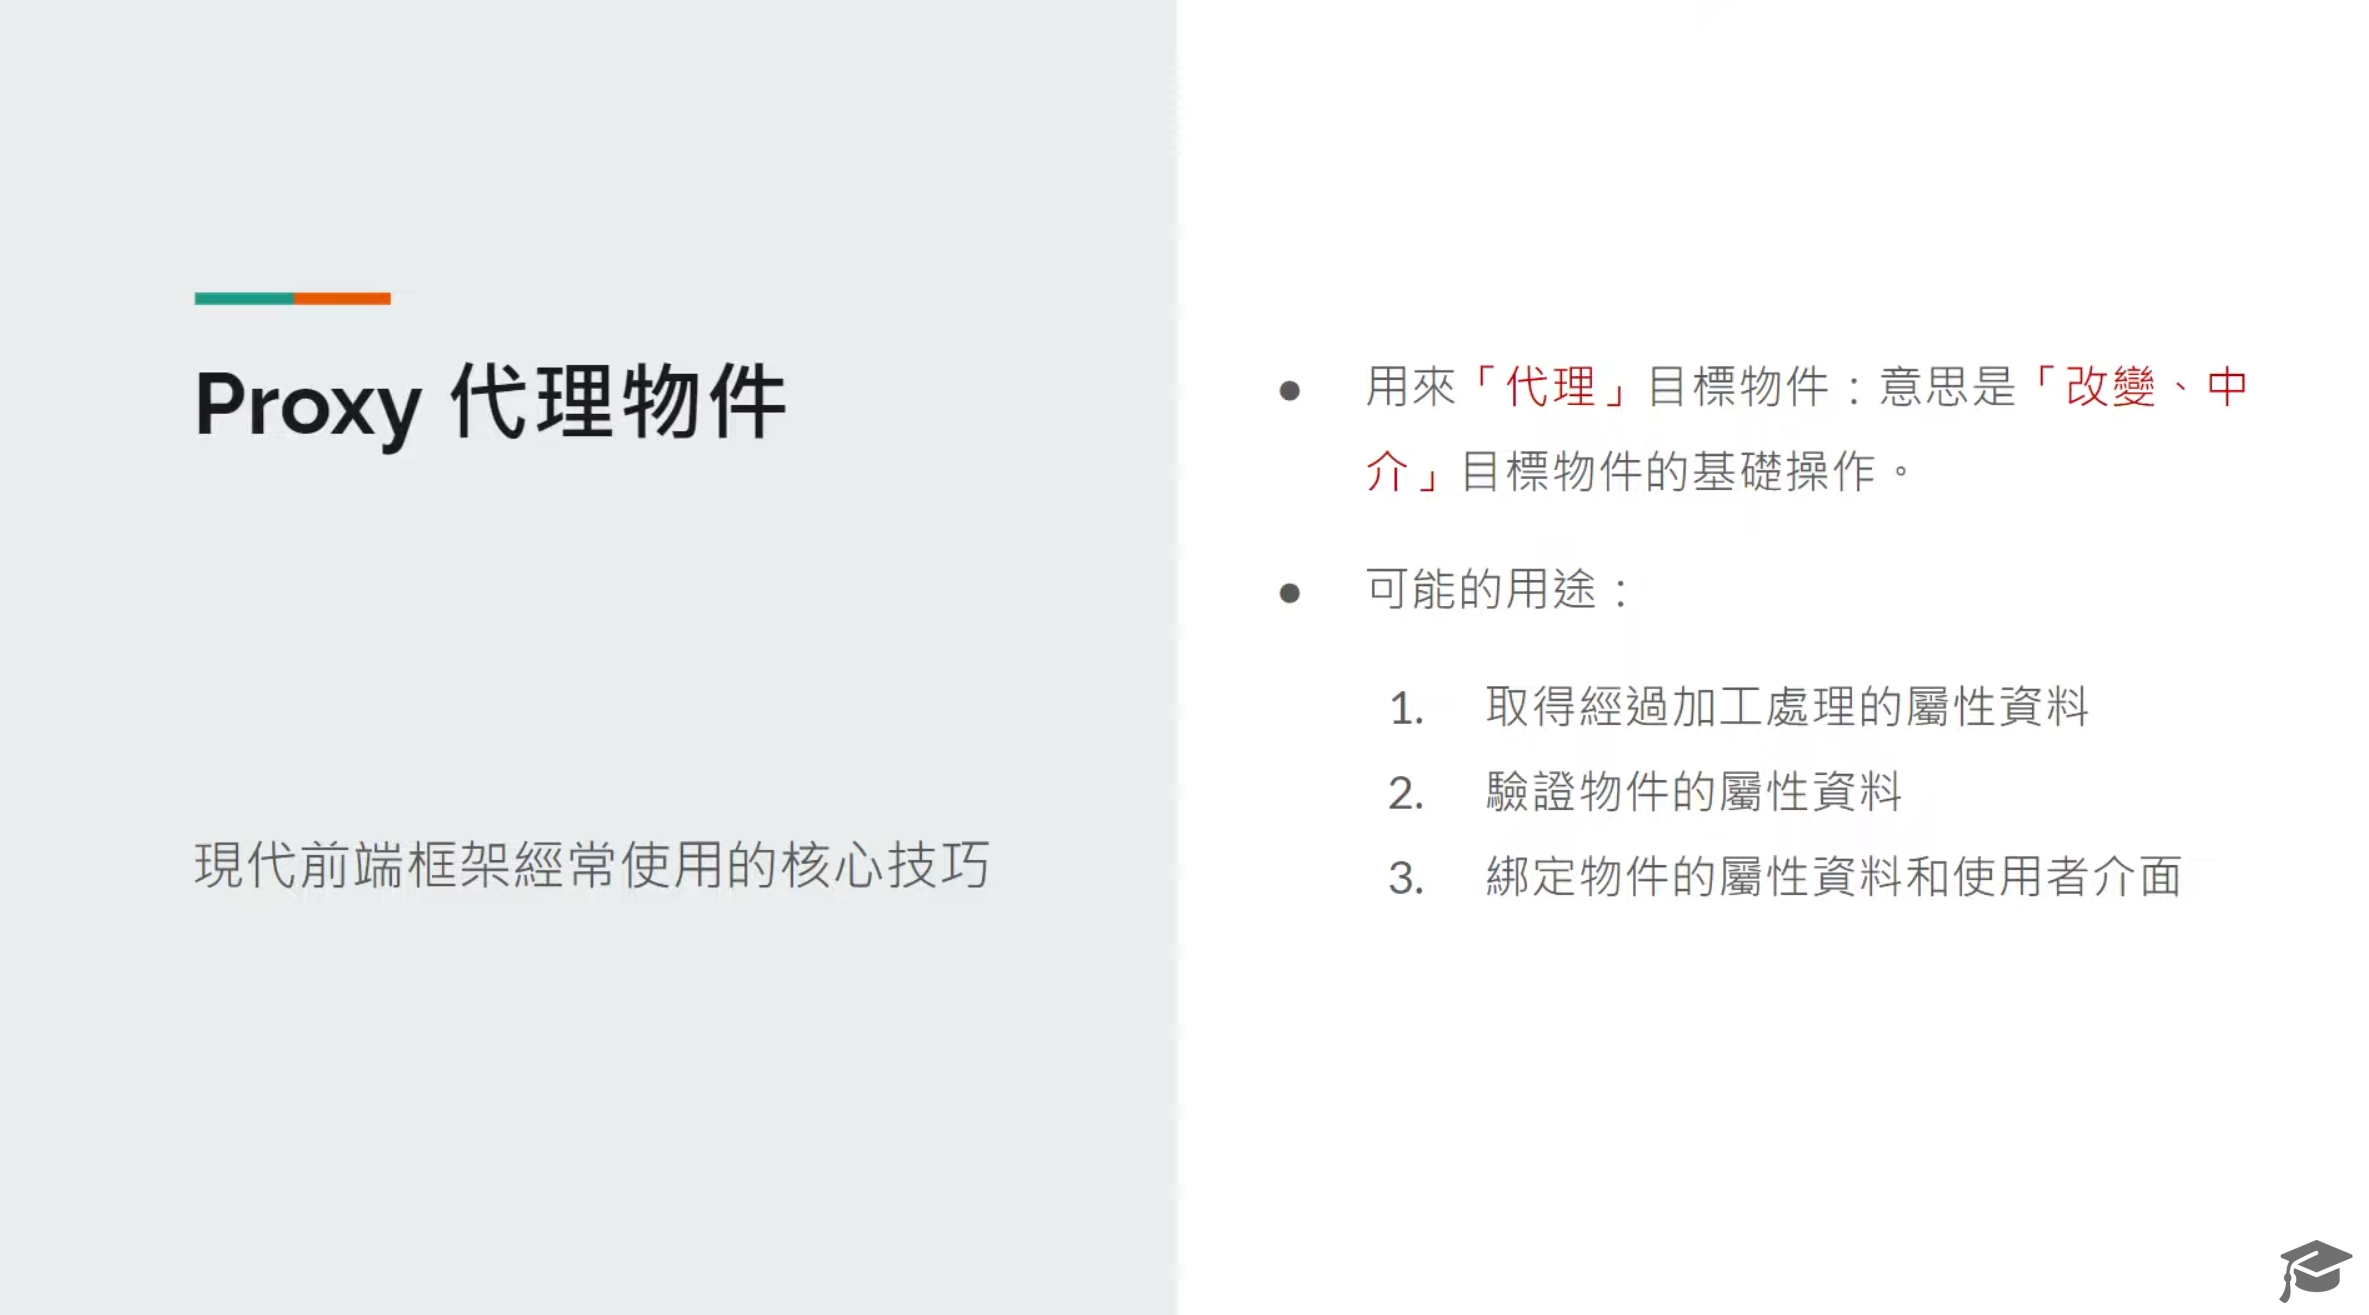 Proxy 代理物件
現代前端框架經常使用的核心技巧
● 用來「代理」目標物件：意思是「改變、中
介」目標物件的基礎操作。
● 可能的用途：
1. 取得經過加工處理的屬性資料
2. 驗證物件的屬性資料
3. 綁定物件的屬性資料和使用者介面